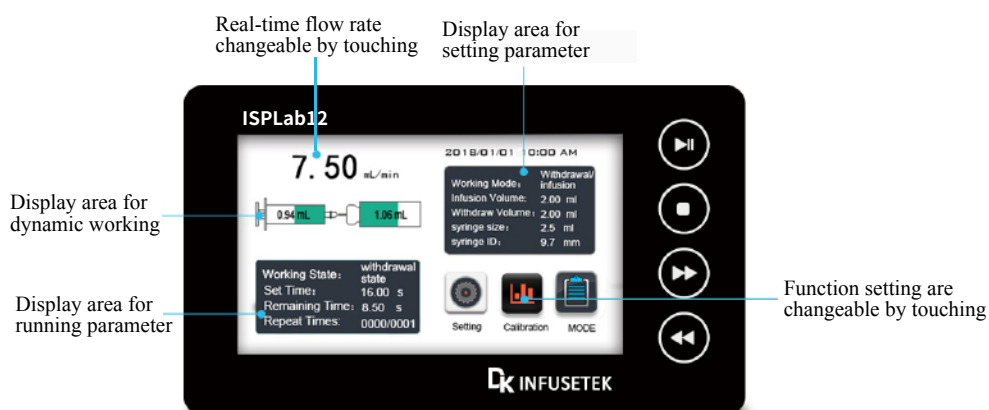 Real-time flow rate
changeable by touching
Display area for
setting parameter
ISPLab12
7.50 mL/min
2018/01/01 10:00 AM
Working Mode: Withdrawal/
infusion
Infusion Volume: 2.00 ml
Withdraw Volume: 2.00 ml
syringe size: 2.5 ml
syringe ID: 9.7 mm
Display area for
dynamic working
0.94 mL
1.06 mL
Working State: withdrawal
state
Set Time: 16.00 s
Remaining Time: 8.50 s
Repeat Times: 0000/0001
Display area for
running parameter
Setting
Calibration
MODE
Function setting are
changeable by touching
DK INFUSETEK